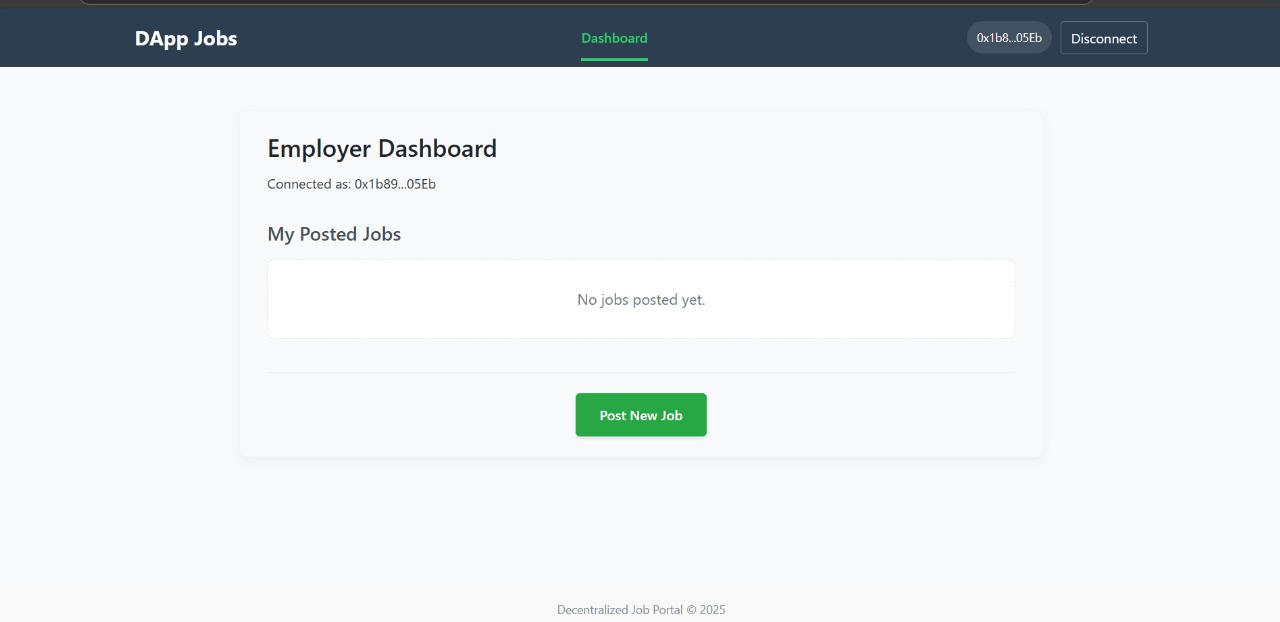 DApp Jobs
Dashboard
0x1b8...05Eb
Disconnect
Employer Dashboard
Connected as: 0x1b89...05Eb
My Posted Jobs
No jobs posted yet.
Post New Job
Decentralized Job Portal © 2025